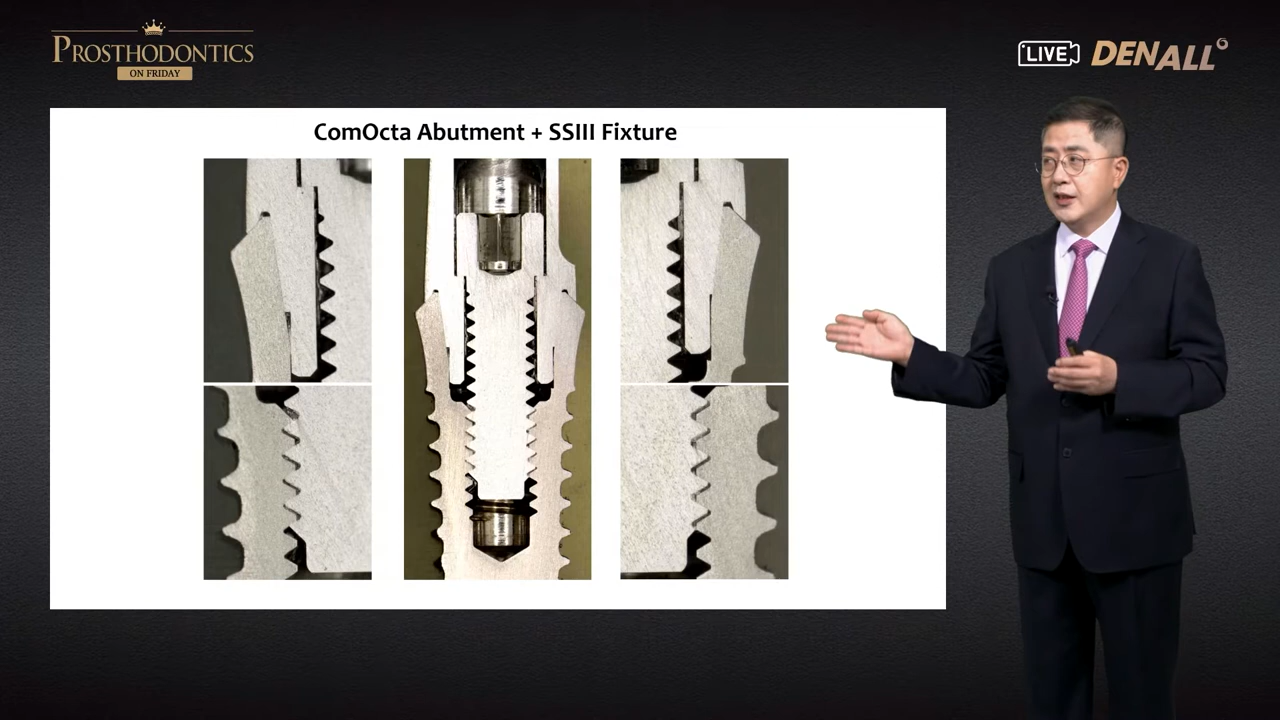 PROSTHODONTICS
ON FRIDAY
LIVE
DENALL
ComOcta Abutment + SSIII Fixture